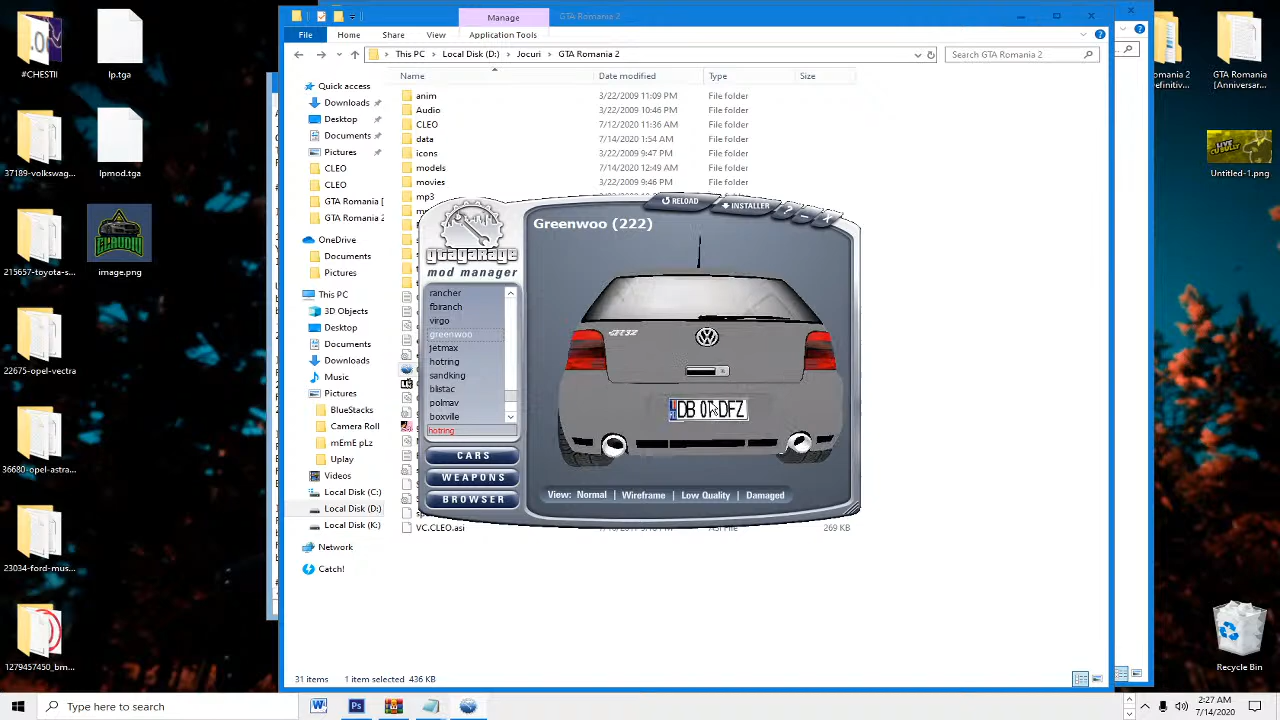 Manage
GTA Romania 2
File
Home
Share
View
Application Tools
This PC
Local Disk (D:)
Jocuri
GTA Romania 2
Search GTA Romania 2
Name
Date modified
Type
Size
anim
3/22/2009 11:09 PM
File folder
Audio
3/22/2009 10:46 PM
File folder
CLEO
7/12/2020 11:36 AM
File folder
data
7/14/2020 1:54 AM
File folder
icons
3/22/2009 9:47 PM
File folder
models
7/14/2020 12:49 AM
File folder
movies
3/22/2009 9:46 PM
File folder
mp3
VC.CLEO.asi
269 KB
Quick access
Downloads
Desktop
Documents
Pictures
CLEO
CLEO
GTA Romania [
GTA Romania 2
OneDrive
Documents
Pictures
This PC
3D Objects
Desktop
Documents
Downloads
Music
Pictures
BlueStacks
Camera Roll
mEmE pLz
Uplay
Videos
Local Disk (C:)
Local Disk (D:)
Local Disk (K:)
Network
Catch!
31 items
1 item selected 436 KB
RELOAD
INSTALLER
?
Greenwoo (222)
mod manager
rancher
fbiranch
virgo
greenwoo
jetmax
hotring
sandking
blistac
polmav
boxville
hotring
CARS
WEAPONS
BROWSER
View: Normal | Wireframe | Low Quality | Damaged
#CHESTII
lp.tga
9189-volkswag...
lpmod.tga
215657-toyota-s...
image.png
22675-opel-vectra
36680-opel-astra...
23034-ford-mus...
1279457450_bm...
GTA Romania
[Anniversar...
Untitled-1.png
LIVE
CU BULLY
Recycle Bin
Type here to search
2:27 AM
7/14/2020